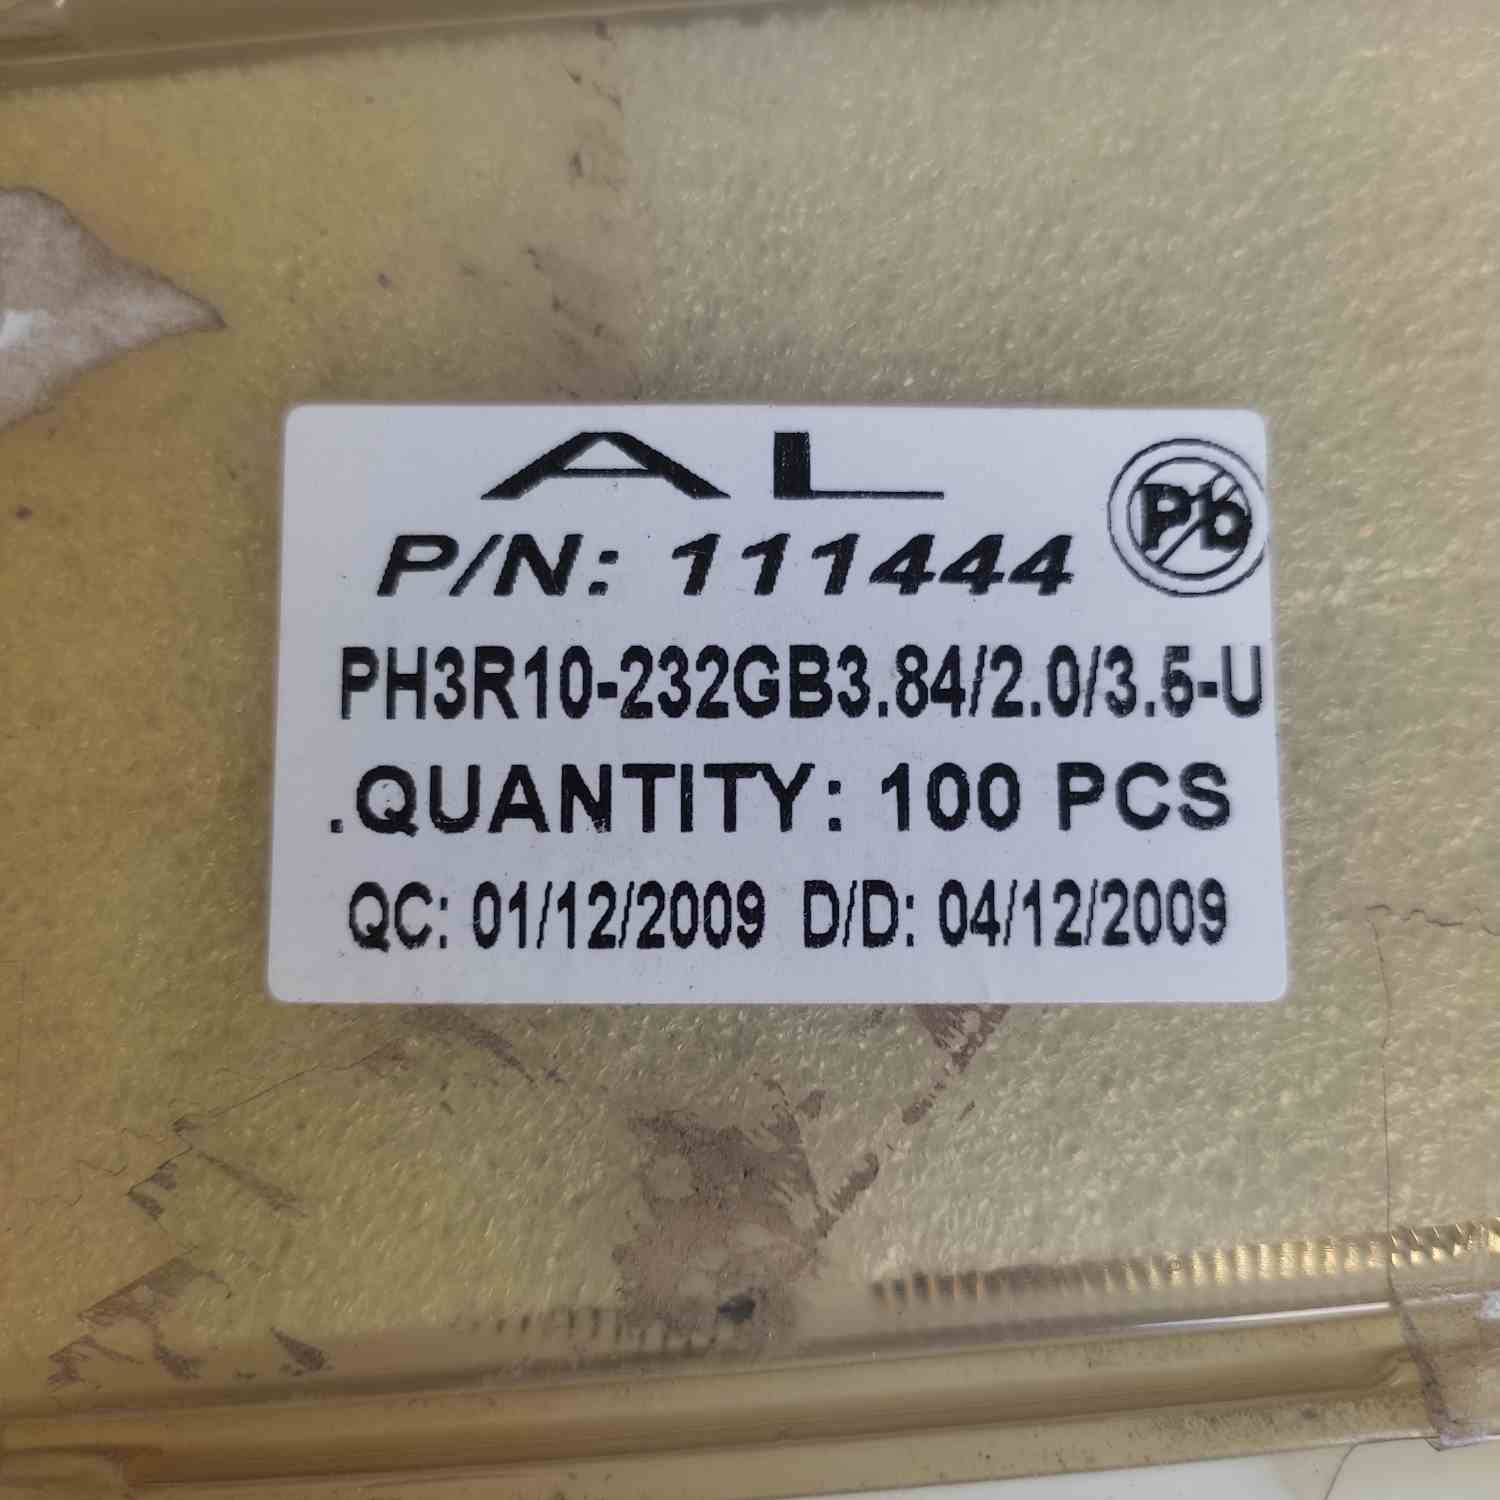 AL
Pb
P/N: 111444
PH3R10-232GB3.84/2.0/3.5-U
.QUANTITY: 100 PCS
QC: 01/12/2009 D/D: 04/12/2009